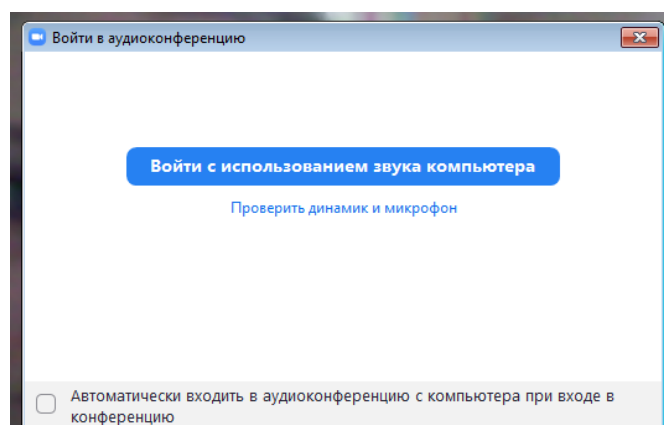 Войти в аудиоконференцию
Войти с использованием звука компьютера
Проверить динамик и микрофон
Автоматически входить в аудиоконференцию с компьютера при входе в
конференцию